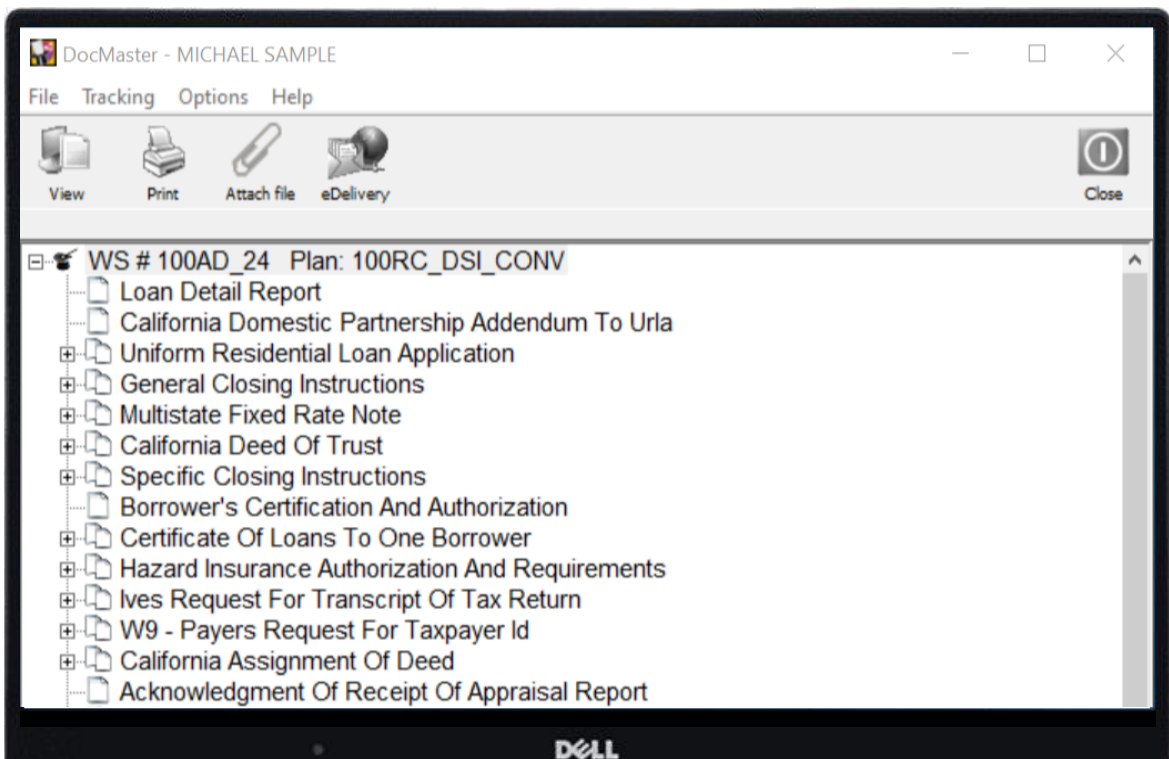 DocMaster - MICHAEL SAMPLE
File Tracking Options Help
View Print Attach file eDelivery Close
WS # 100AD_24 Plan: 100RC_DSI_CONV
Loan Detail Report
California Domestic Partnership Addendum To Urla
Uniform Residential Loan Application
General Closing Instructions
Multistate Fixed Rate Note
California Deed Of Trust
Specific Closing Instructions
Borrower's Certification And Authorization
Certificate Of Loans To One Borrower
Hazard Insurance Authorization And Requirements
Ives Request For Transcript Of Tax Return
W9 - Payers Request For Taxpayer Id
California Assignment Of Deed
Acknowledgment Of Receipt Of Appraisal Report
DELL